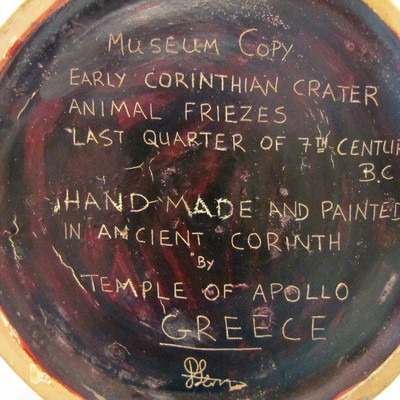 MUSEUM COPY
EARLY CORINTHIAN CRATER
ANIMAL FRIEZES
LAST QUARTER OF 7TH CENTUR
B.C
HAND MADE AND PAINTED
IN ANCIENT CORINTH
By
TEMPLE OF APOLLO
GREECE